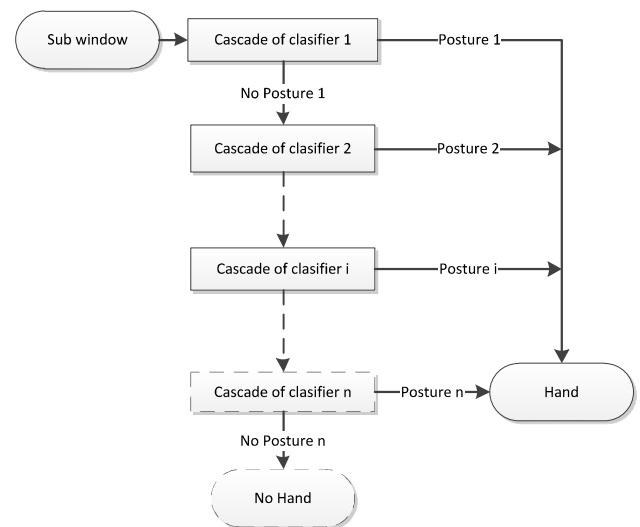 Sub window
Cascade of clasifier 1
Posture 1
No Posture 1
Cascade of clasifier 2
Posture 2
Cascade of clasifier i
Posture i
Cascade of clasifier n
Posture n
Hand
No Posture n
No Hand